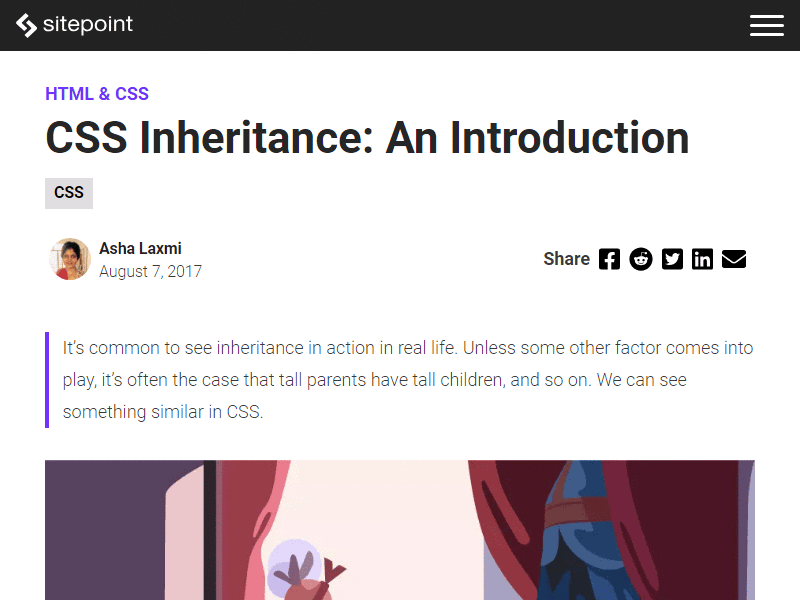 sitepoint
HTML & CSS
CSS Inheritance: An Introduction
CSS
Asha Laxmi
August 7, 2017
Share
It’s common to see inheritance in action in real life. Unless some other factor comes into
play, it’s often the case that tall parents have tall children, and so on. We can see
something similar in CSS.